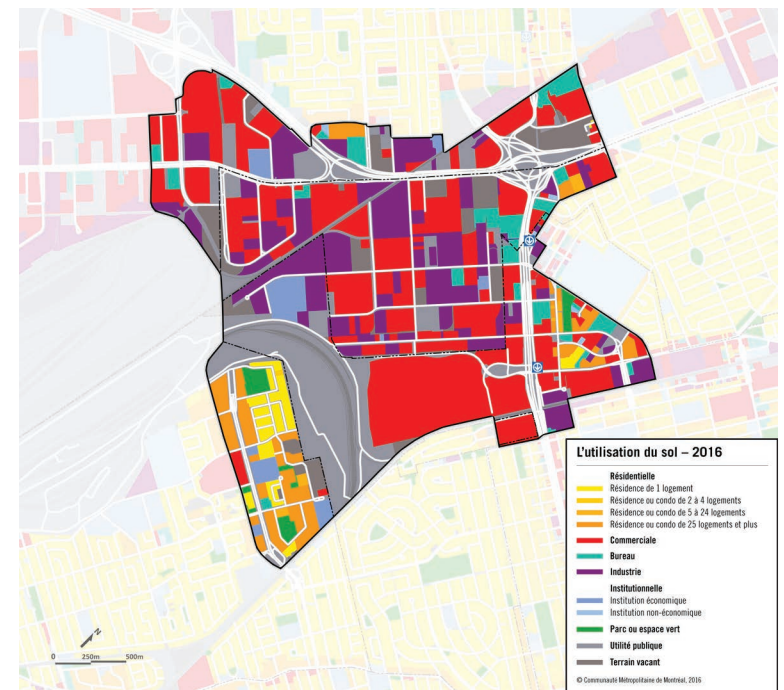 L'utilisation du sol – 2016
Résidentielle
Résidence de 1 logement
Résidence ou condo de 2 à 4 logements
Résidence ou condo de 5 à 24 logements
Résidence ou condo de 25 logements et plus
Commerciale
Bureau
Industrie
Institutionnelle
Institution économique
Institution non-économique
Parc ou espace vert
Utilité publique
Terrain vacant
© Communauté Métropolitaine de Montréal, 2016
N
0 250m 500m